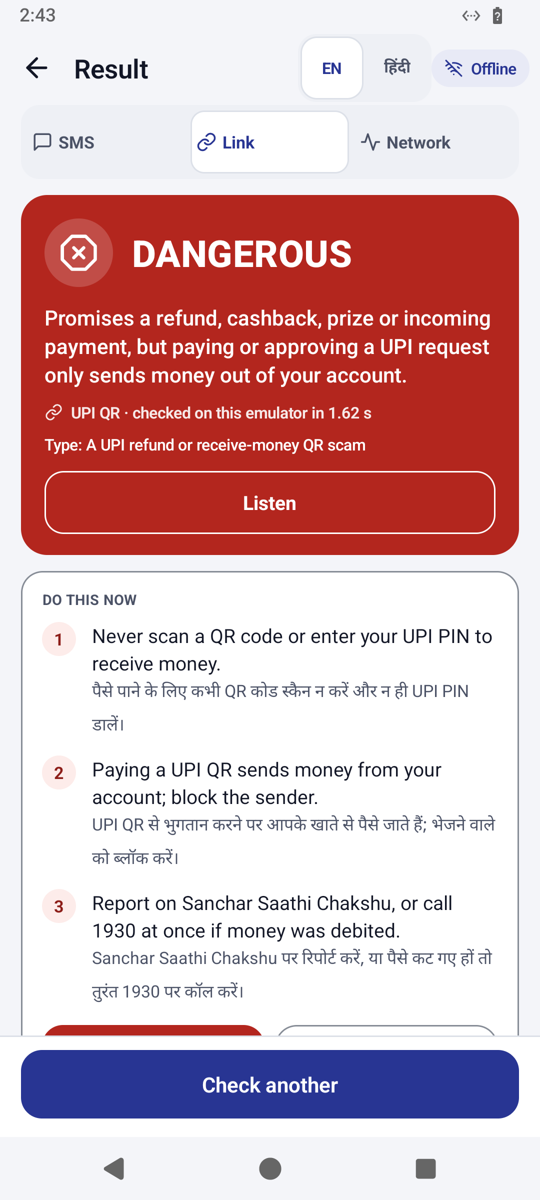 2:43
Result
EN
हिंदी
Offline
SMS
Link
Network
DANGEROUS
Promises a refund, cashback, prize or incoming
payment, but paying or approving a UPI request
only sends money out of your account.
UPI QR · checked on this emulator in 1.62 s
Type: A UPI refund or receive-money QR scam
Listen
DO THIS NOW
1
Never scan a QR code or enter your UPI PIN to
receive money.
पैसे पाने के लिए कभी QR कोड स्कैन न करें और न ही UPI PIN
डालें।
2
Paying a UPI QR sends money from your
account; block the sender.
UPI QR से भुगतान करने पर आपके खाते से पैसे जाते हैं; भेजने वाले
को ब्लॉक करें।
3
Report on Sanchar Saathi Chakshu, or call
1930 at once if money was debited.
Sanchar Saathi Chakshu पर रिपोर्ट करें, या पैसे कट गए हों तो
तुरंत 1930 पर कॉल करें।
Check another